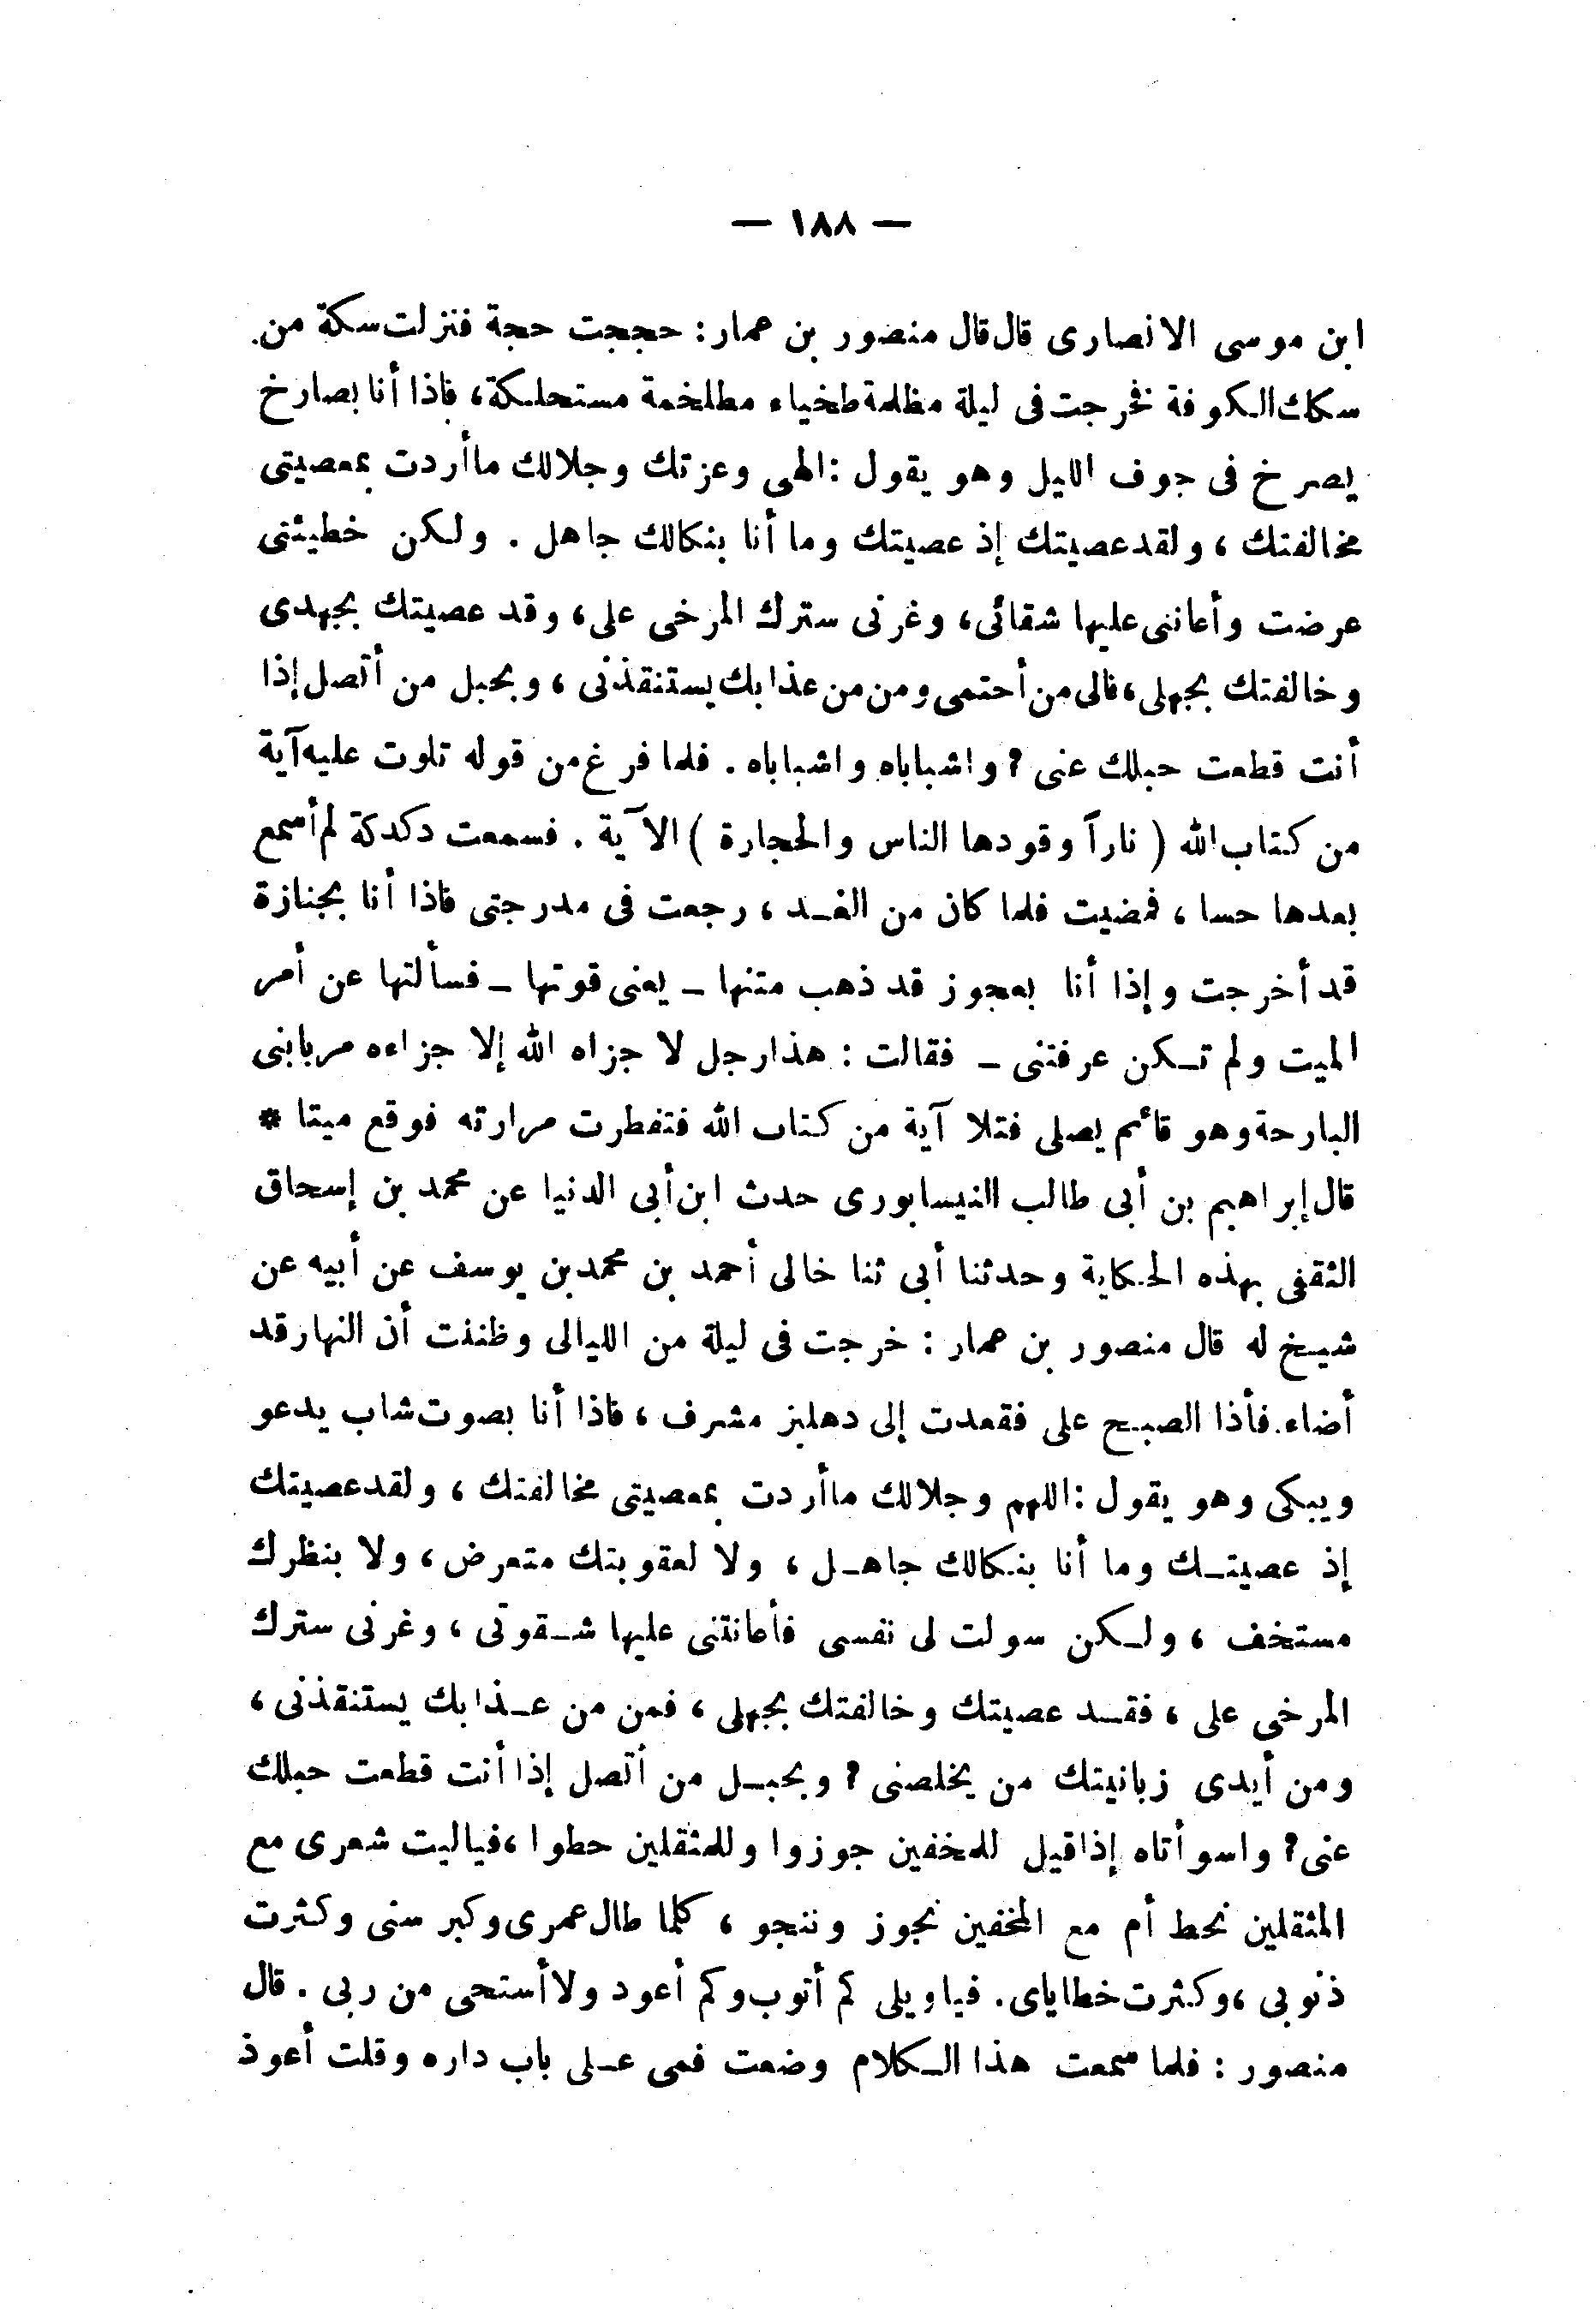 — ١٨٨ —
ابن موسى الانصارى قال قال منصور بن عمار: حججت حجة فنزلت سكة من
سكك الكوفة فخرجت فى ليلة مظلمة طخياء مطلخمة مستحلكة، فاذا أنا بصارخ
يصرخ فى جوف الليل وهو يقول: الهى وعزتك وجلالك ما أردت بمعصيتى
مخالفتك، ولقد عصيتك إذ عصيتك وما أنا بنكالك جاهل. ولكن خطيئتى
عرضت وأعاننى عليها شقائى، وغرنى سترك المرخى على، وقد عصيتك بجهدى
وخالفتك بجهلى، فالى من أحتمى ومن من عذابك يستنقذنى، وبحبل من أتصل إذا
أنت قطعت حبلك عنى؟ واشباباه واشباباه. فلما فرغ من قوله تلوت عليه آية
من كتاب الله (ناراً وقودها الناس والحجارة) الآية. فسمعت دكدكة لم أسمع
بعدها حسا، فمضيت فلما كان من الغد، رجعت فى مدرجتى فاذا أنا بجنازة
قد أخرجت وإذا أنا بعجوز قد ذهب متنها - يعنى قوتها - فسألتها عن أمر
الميت ولم تكن عرفتنى - فقالت: هذا رجل لا جزاه الله إلا جزاءه مر بابنى
البارحة وهو قائم يصلى فتلا آية من كتاب الله فتفطرت مرارته فوقع ميتا *
قال إبراهيم بن أبى طالب النيسابورى حدث ابن أبى الدنيا عن محمد بن إسحاق
الثقفى بهذه الحكاية وحدثنا أبى ثنا خالى أحمد بن محمد بن يوسف عن أبيه عن
شيخ له قال منصور بن عمار: خرجت فى ليلة من الليالى وظننت أن النهار قد
أضاء. فأذا الصبح على فقعدت إلى دهليز مشرف، فاذا أنا بصوت شاب يدعو
ويبكى وهو يقول: اللهم وجلالك ما أردت بمعصيتى مخالفتك، ولقد عصيتك
إذ عصيتك وما أنا بنكالك جاهل، ولا لعقوبتك متعرض، ولا بنظرك
مستخف، ولكن سولت لى نفسى فأعانتنى عليها شقوتى، وغرنى سترك
المرخى على، فقد عصيتك وخالفتك بجهلى، فمن من عذابك يستنقذنى،
ومن أيدى زبانيتك من يخلصنى؟ وبحبل من أتصل إذا أنت قطعت حبلك
عنى؟ واسوأتاه إذا قيل للمخفين جوزوا وللمثقلين حطوا، فياليت شعرى مع
المثقلين نحط أم مع المخفين نجوز وننجو، كلما طال عمرى وكبر سنى وكثرت
ذنوبى، وكثرت خطاياى. فيا ويلى كم أتوب وكم أعود ولا أستحى من ربى. قال
منصور: فلما سمعت هذا الكلام وضعت فمى على باب داره وقلت أعوذ